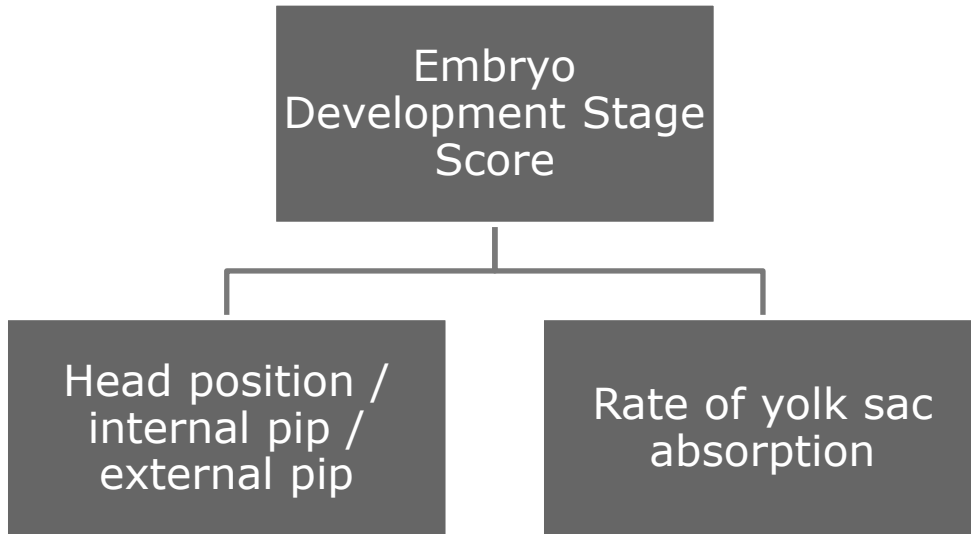 Embryo
Development Stage
Score
Head position /
internal pip /
external pip
Rate of yolk sac
absorption